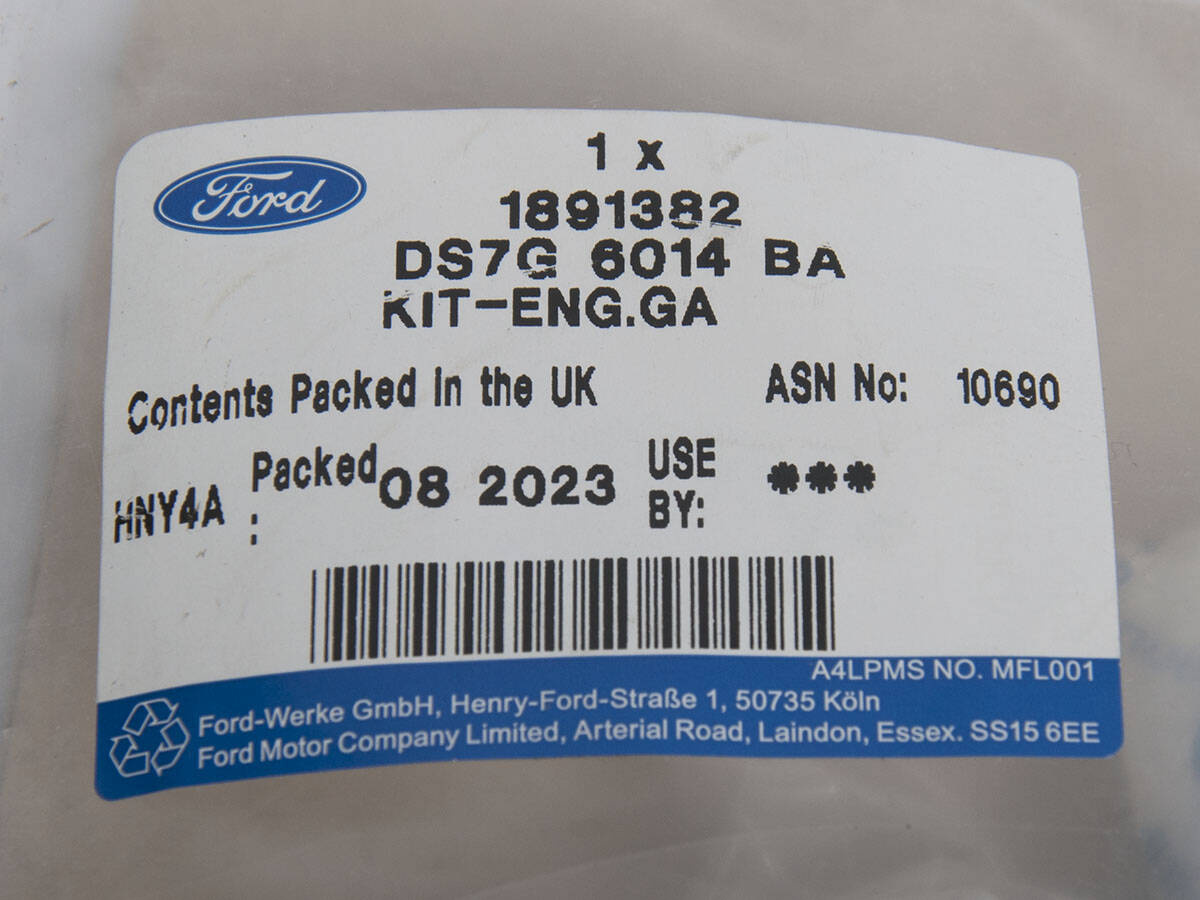 Ford
1 x
1891382
DS7G 6014 BA
KIT-ENG.GA
Contents Packed in the UK ASN No: 10690
HNY4A Packed : 08 2023 USE BY: ***
A4LPMS NO. MFL001
Ford-Werke GmbH, Henry-Ford-Straße 1, 50735 Köln
Ford Motor Company Limited, Arterial Road, Laindon, Essex. SS15 6EE